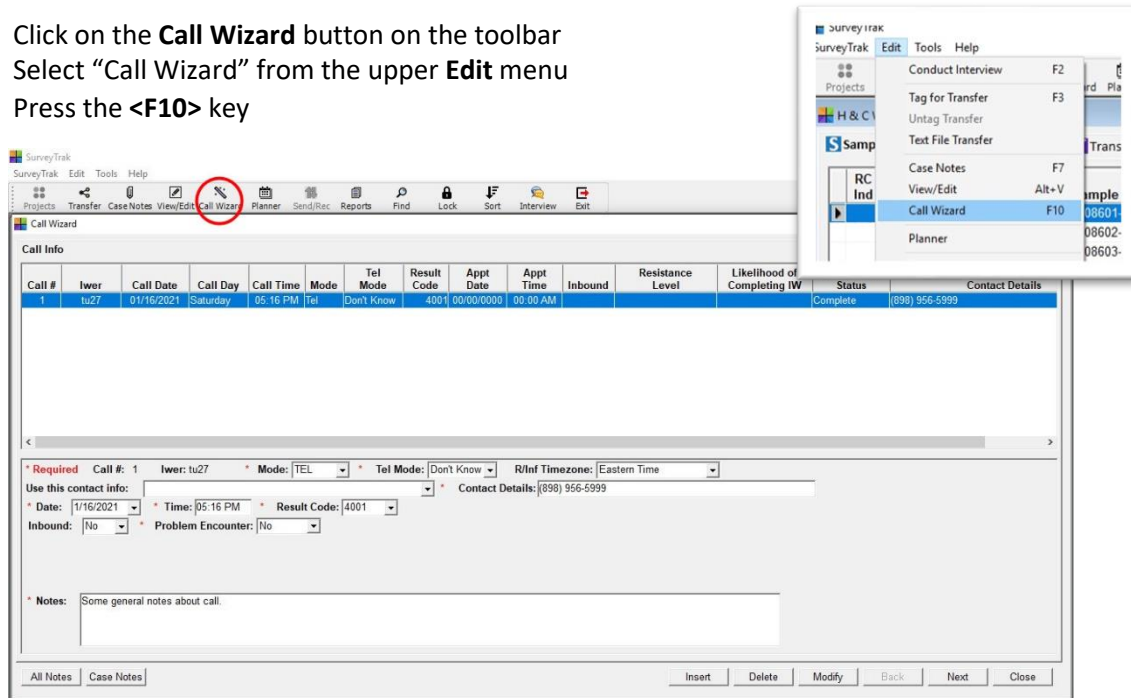 Click on the Call Wizard button on the toolbar
Select “Call Wizard” from the upper Edit menu
Press the <F10> key
SurveyTrak
SurveyTrak Edit Tools Help
Projects Transfer Case Notes View/Edit Call Wizard Planner Send/Rec Reports Find Lock Sort Interview Exit
Call Wizard
Call Info
Call # Iwer Call Date Call Day Call Time Mode Tel Mode Result Code Appt Date Appt Time Inbound Resistance Level Likelihood of Completing IW Status Contact Details
1 tu27 01/16/2021 Saturday 05:16 PM Tel Don't Know 4001 00/00/0000 00:00 AM Complete (898) 956-5999
* Required Call #: 1 Iwer: tu27 * Mode: TEL * Tel Mode: Don't Know R/Inf Timezone: Eastern Time
Use this contact info: * Contact Details: (898) 956-5999
* Date: 1/16/2021 * Time: 05:16 PM * Result Code: 4001
Inbound: No * Problem Encounter: No
* Notes: Some general notes about call.
All Notes Case Notes Insert Delete Modify Back Next Close
SurveyTrak
SurveyTrak Edit Tools Help
Projects
H & C
Samp
RC Ind
Conduct Interview F2
Tag for Transfer F3
Untag Transfer
Text File Transfer
Case Notes F7
View/Edit Alt+V
Call Wizard F10
Planner
rd Pla
Trans
ample
08601-
08602-
08603-